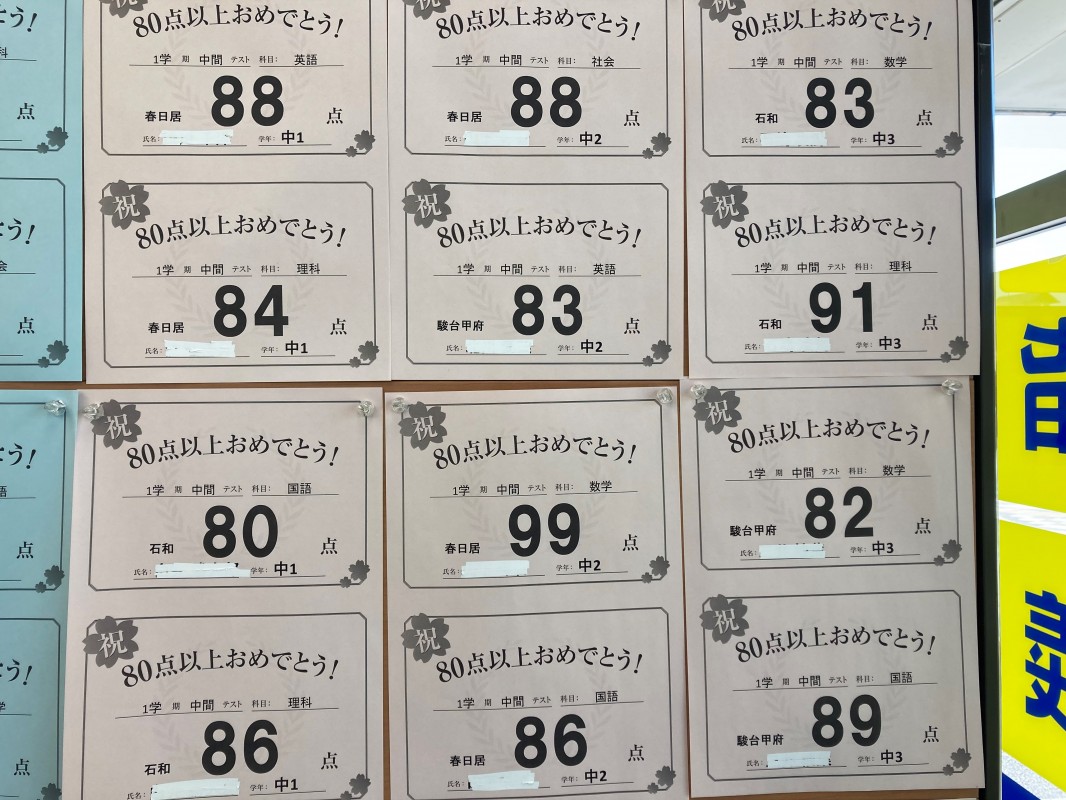 80点以上おめでとう!
1学 期 中間 テスト 科目: 英語
春日居 88 点
氏名: 学年: 中1
80点以上おめでとう!
1学 期 中間 テスト 科目: 社会
春日居 88 点
氏名: 学年: 中2
80点以上おめでとう!
1学 期 中間 テスト 科目: 数学
石和 83 点
氏名: 学年: 中3
祝
80点以上おめでとう!
1学 期 中間 テスト 科目: 理科
春日居 84 点
氏名: 学年: 中1
祝
80点以上おめでとう!
1学 期 中間 テスト 科目: 英語
駿台甲府 83 点
氏名: 学年: 中2
祝
80点以上おめでとう!
1学 期 中間 テスト 科目: 理科
石和 91 点
氏名: 学年: 中3
祝
80点以上おめでとう!
1学 期 中間 テスト 科目: 国語
石和 80 点
氏名: 学年: 中1
祝
80点以上おめでとう!
1学 期 中間 テスト 科目: 数学
春日居 99 点
氏名: 学年: 中2
祝
80点以上おめでとう!
1学 期 中間 テスト 科目: 数学
駿台甲府 82 点
氏名: 学年: 中3
祝
80点以上おめでとう!
1学 期 中間 テスト 科目: 理科
石和 86 点
氏名: 学年: 中1
祝
80点以上おめでとう!
1学 期 中間 テスト 科目: 国語
春日居 86 点
氏名: 学年: 中2
祝
80点以上おめでとう!
1学 期 中間 テスト 科目: 国語
駿台甲府 89 点
氏名: 学年: 中3
う!
科
点
う!
会
点
う!
語
点
う!
学
点